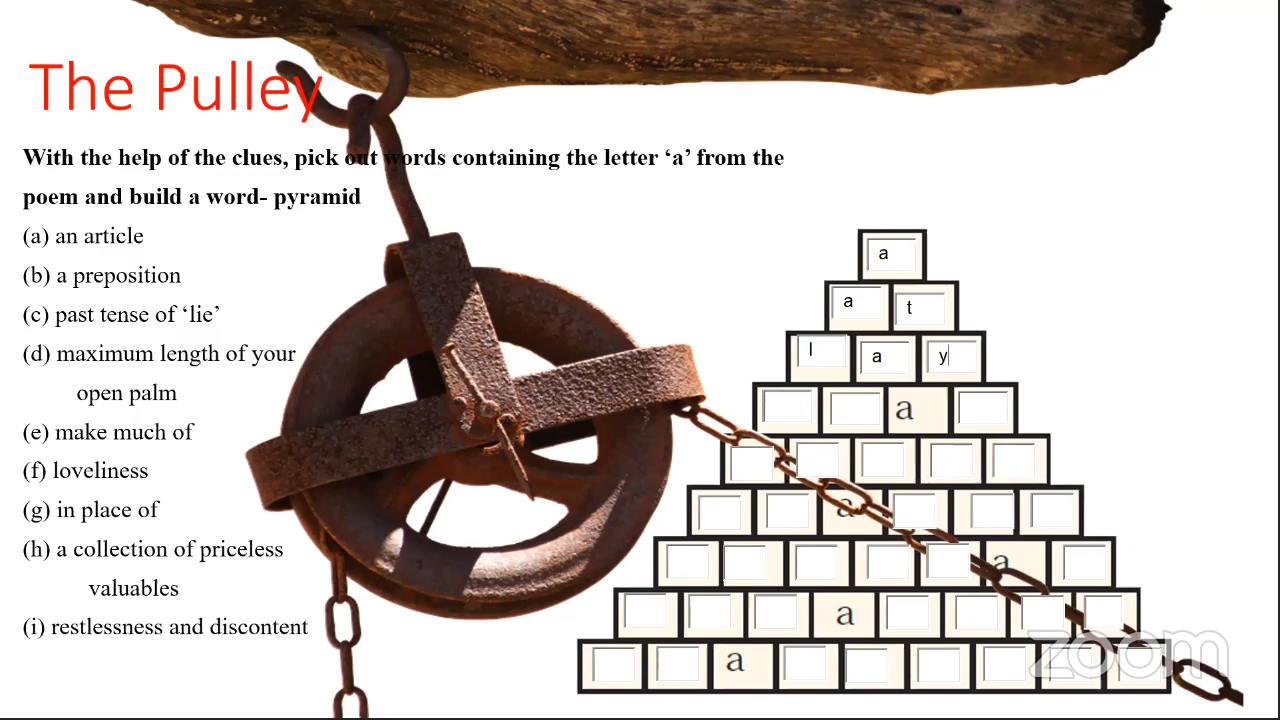 The Pulley
With the help of the clues, pick out words containing the letter ‘a’ from the
poem and build a word- pyramid
(a) an article
(b) a preposition
(c) past tense of ‘lie’
(d) maximum length of your
open palm
(e) make much of
(f) loveliness
(g) in place of
(h) a collection of priceless
valuables
(i) restlessness and discontent
a
a t
l a y
a
a
a
a
a
zoom